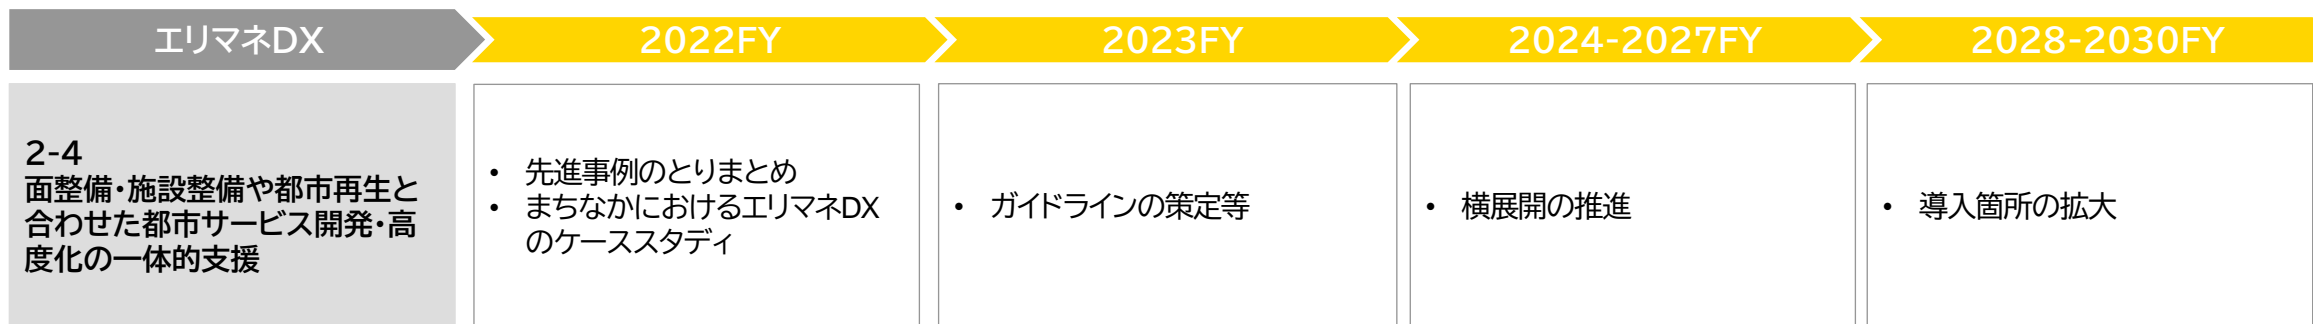 エリマネDX
2022FY
2023FY
2024-2027FY
2028-2030FY
2-4
面整備・施設整備や都市再生と
合わせた都市サービス開発・高
度化の一体的支援
• 先進事例のとりまとめ
• まちなかにおけるエリマネDX
のケーススタディ
• ガイドラインの策定等
• 横展開の推進
• 導入箇所の拡大